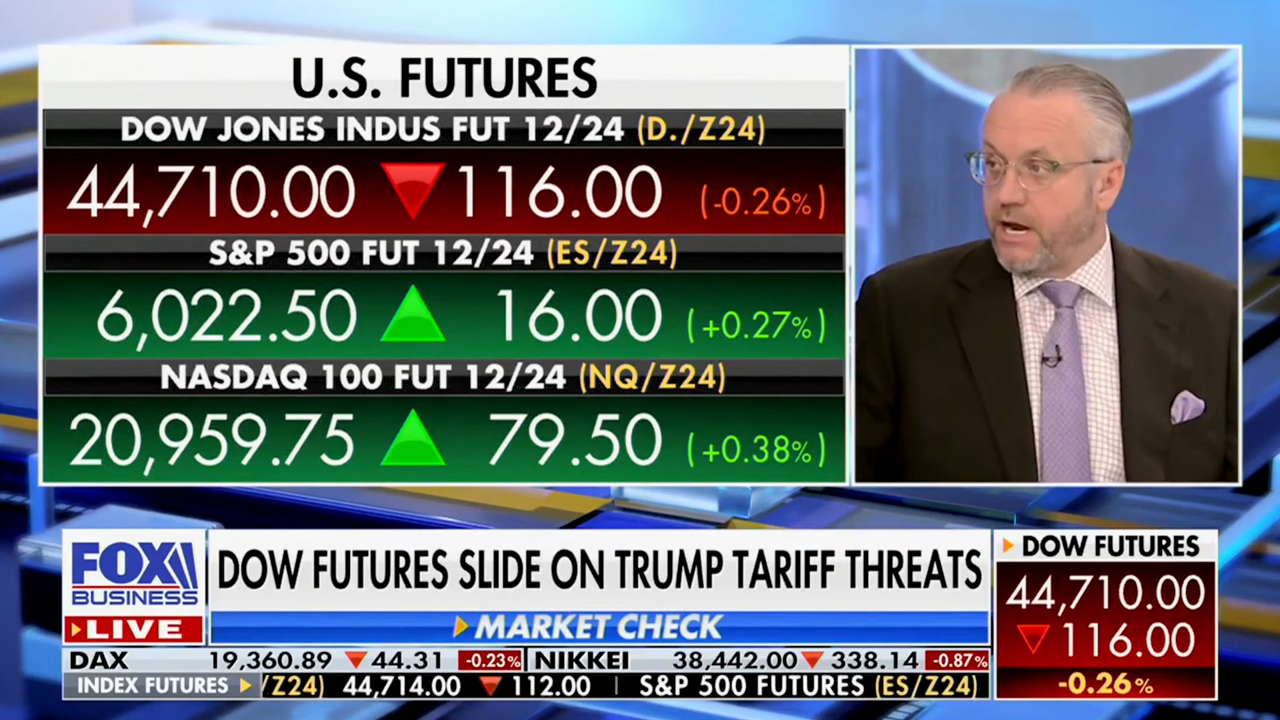 U.S. FUTURES
DOW JONES INDUS FUT 12/24 (D./Z24)
44,710.00 ▼ 116.00 (-0.26%)
S&P 500 FUT 12/24 (ES/Z24)
6,022.50 ▲ 16.00 (+0.27%)
NASDAQ 100 FUT 12/24 (NQ/Z24)
20,959.75 ▲ 79.50 (+0.38%)
FOX
BUSINESS
LIVE
DOW FUTURES SLIDE ON TRUMP TARIFF THREATS
MARKET CHECK
DOW FUTURES
44,710.00
▼ 116.00
-0.26%
DAX 19,360.89 ▼ 44.31 -0.23% NIKKEI 38,442.00 ▼ 338.14 -0.87%
INDEX FUTURES /Z24) 44,714.00 ▼ 112.00 | S&P 500 FUTURES (ES/Z24)